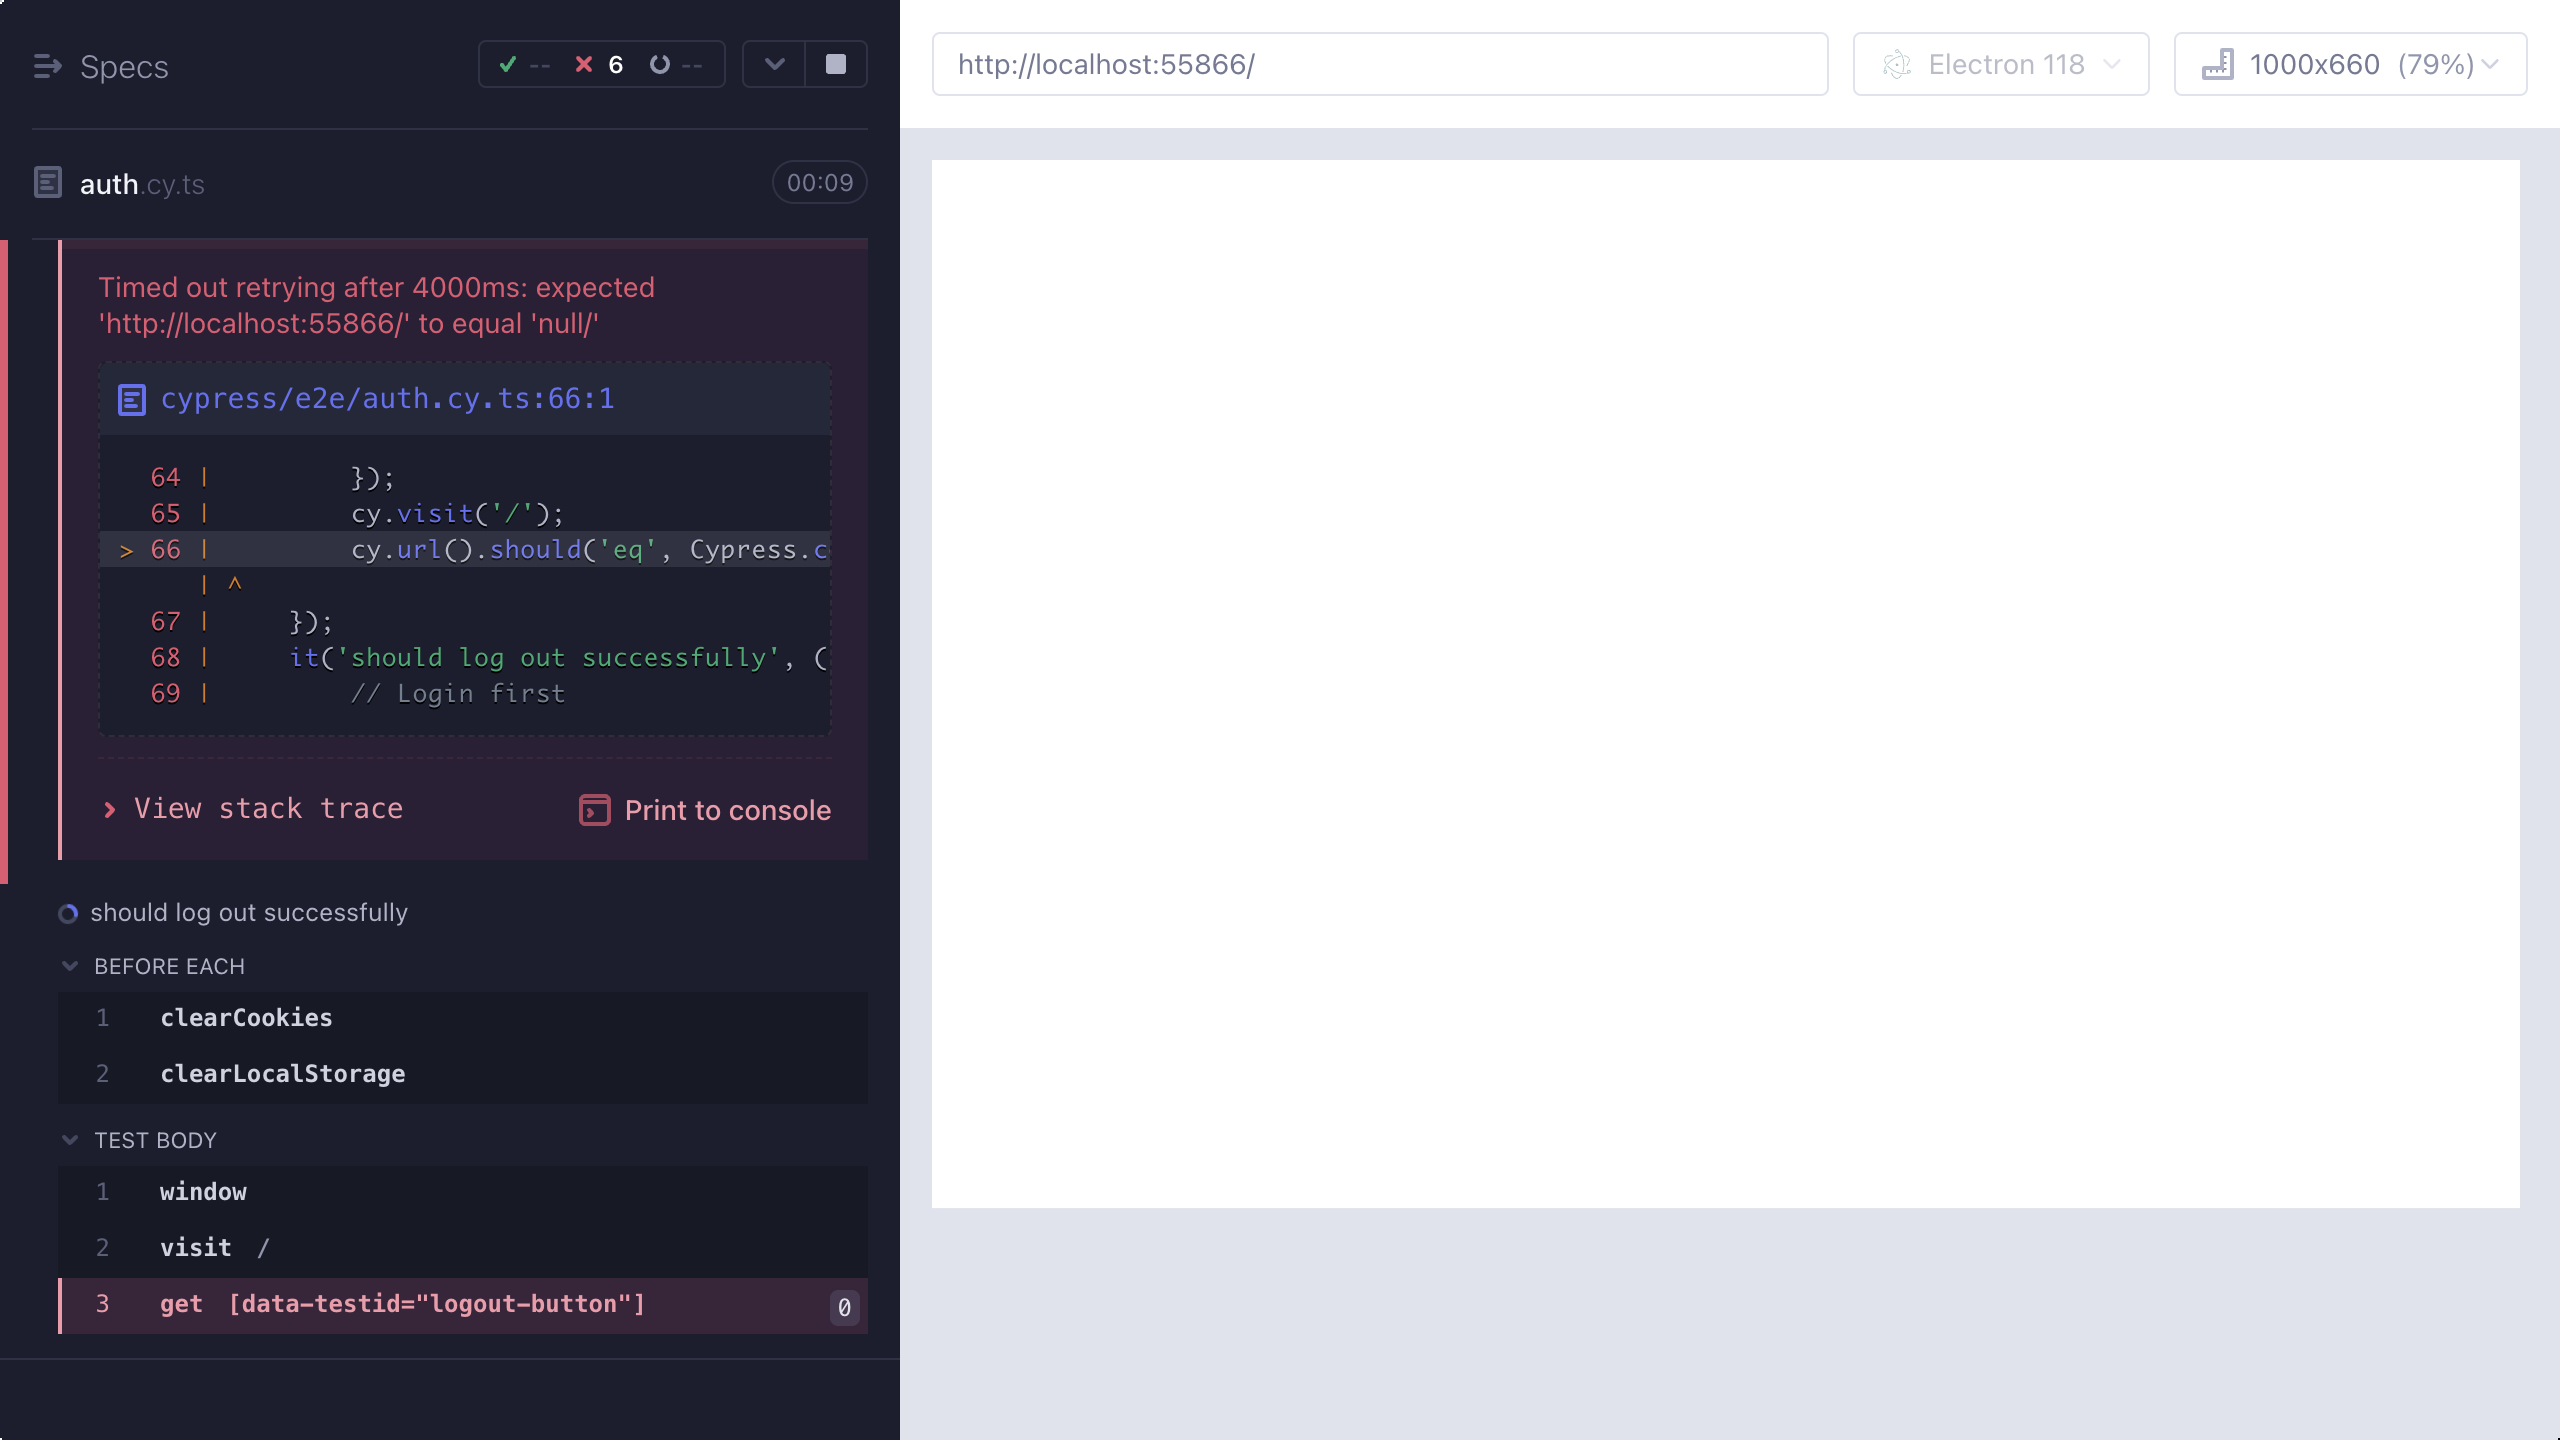 Specs
-- 6 --
auth.cy.ts
00:09
Timed out retrying after 4000ms: expected
'http://localhost:55866/' to equal 'null/'
cypress/e2e/auth.cy.ts:66:1
64 | });
65 | cy.visit('/');
> 66 | cy.url().should('eq', Cypress.c
| ^
67 | });
68 | it('should log out successfully', (
69 | // Login first
View stack trace
Print to console
should log out successfully
BEFORE EACH
1 clearCookies
2 clearLocalStorage
TEST BODY
1 window
2 visit /
3 get [data-testid="logout-button"] 0
http://localhost:55866/
Electron 118
1000x660 (79%)